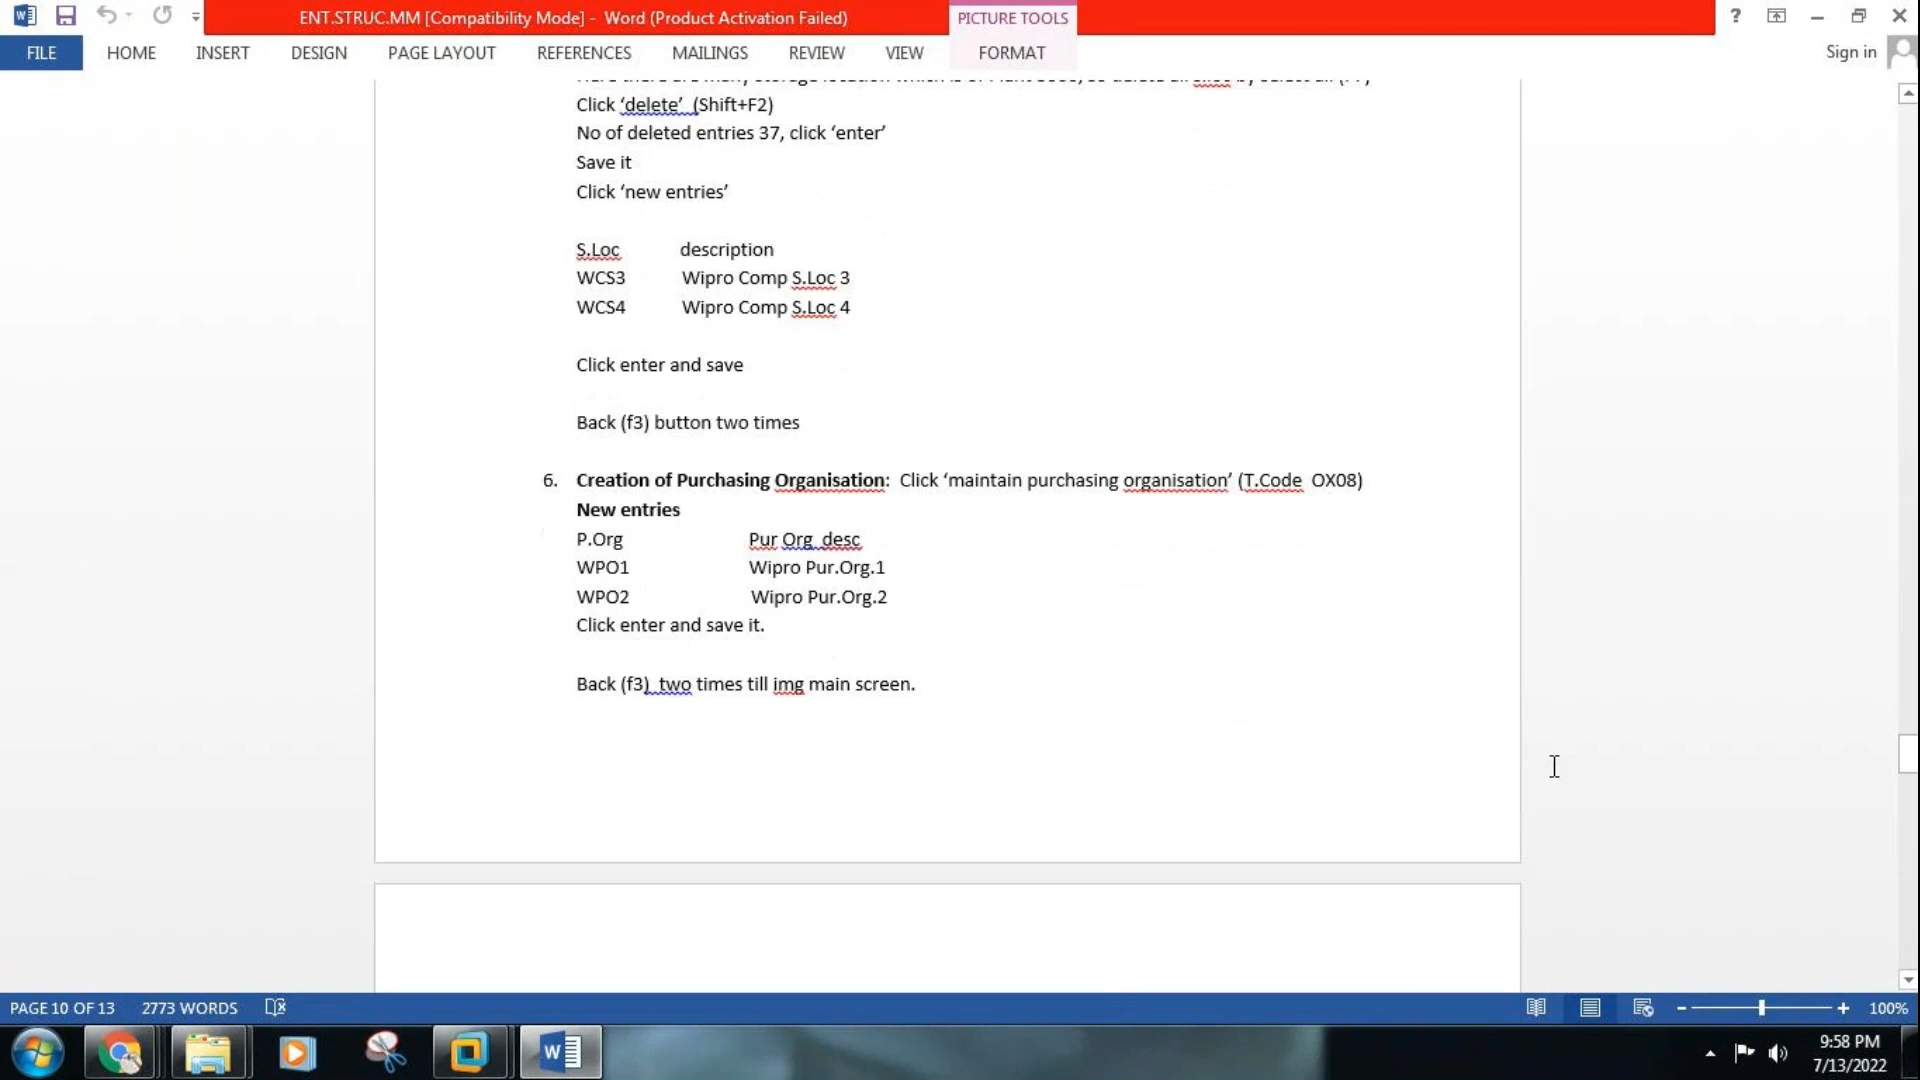 ENT.STRUC.MM [Compatibility Mode] - Word (Product Activation Failed)
PICTURE TOOLS
?
FILE HOME INSERT DESIGN PAGE LAYOUT REFERENCES MAILINGS REVIEW VIEW FORMAT
Sign in
Click ‘delete’ (Shift+F2)
No of deleted entries 37, click ‘enter’
Save it
Click ‘new entries’
S.Loc description
WCS3 Wipro Comp S.Loc 3
WCS4 Wipro Comp S.Loc 4
Click enter and save
Back (f3) button two times
6. Creation of Purchasing Organisation: Click ‘maintain purchasing organisation’ (T.Code OX08)
New entries
P.Org Pur Org desc
WPO1 Wipro Pur.Org.1
WPO2 Wipro Pur.Org.2
Click enter and save it.
Back (f3) two times till img main screen.
PAGE 10 OF 13 2773 WORDS 100%
9:58 PM
7/13/2022